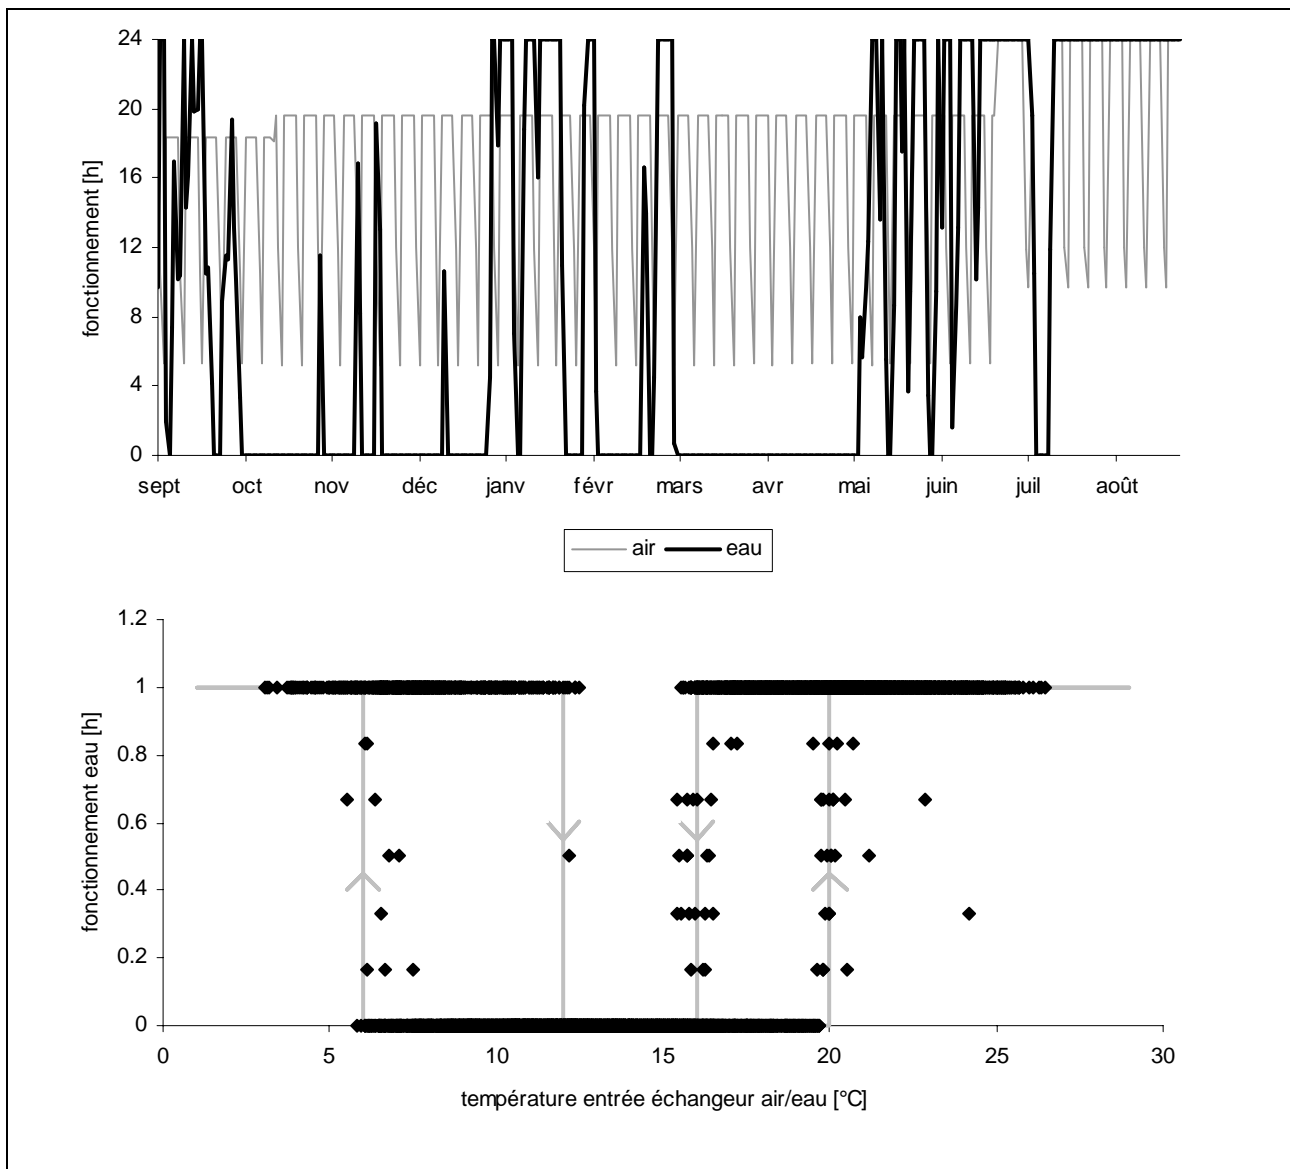 fonctionnement [h]
24
20
16
12
8
4
0
sept oct nov déc janv févr mars avr mai juin juil août
air eau
fonctionnement eau [h]
1.2
1
0.8
0.6
0.4
0.2
0
0 5 10 15 20 25 30
température entrée échangeur air/eau [°C]